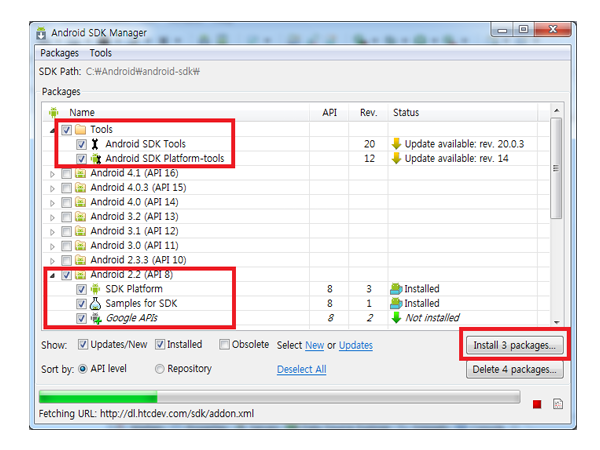 Android SDK Manager
Packages Tools
SDK Path: C:₩Android₩android-sdk₩
Packages
Name API Rev. Status
Tools
Android SDK Tools 20 Update available: rev. 20.0.3
Android SDK Platform-tools 12 Update available: rev. 14
Android 4.1 (API 16)
Android 4.0.3 (API 15)
Android 4.0 (API 14)
Android 3.2 (API 13)
Android 3.1 (API 12)
Android 3.0 (API 11)
Android 2.3.3 (API 10)
Android 2.2 (API 8)
SDK Platform 8 3 Installed
Samples for SDK 8 1 Installed
Google APIs 8 2 Not installed
Show: Updates/New Installed Obsolete Select New or Updates Install 3 packages...
Sort by: API level Repository Deselect All Delete 4 packages...
Fetching URL: http://dl.htcdev.com/sdk/addon.xml